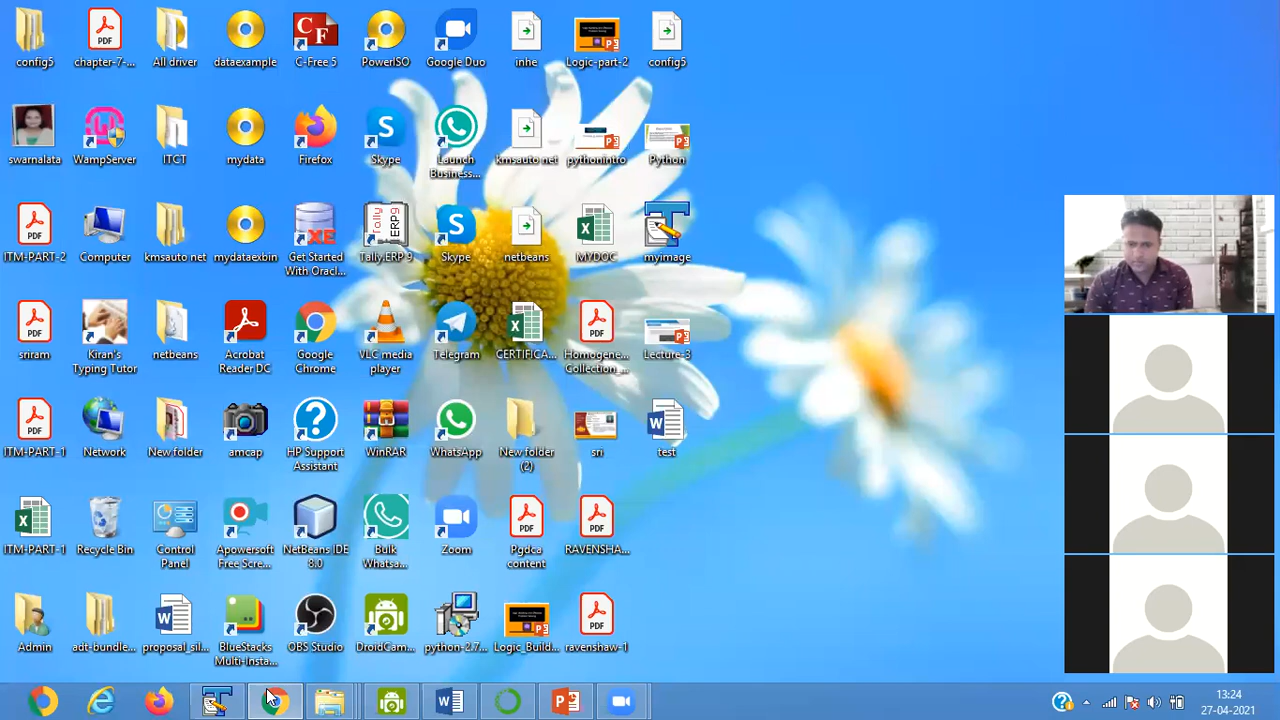 config5
chapter-7-...
All driver
dataexample
C-Free 5
PowerISO
Google Duo
inhe
Logic-part-2
config5
swarnalata
WampServer
ITCT
mydata
Firefox
Skype
Launch
Business...
kmsauto net
pythonintro
Python
ITM-PART-2
Computer
kmsauto net
mydataexbin
Get Started
With Oracl...
Tally.ERP 9
Skype
netbeans
MYDOC
myimage
sriram
Kiran's
Typing Tutor
netbeans
Acrobat
Reader DC
Google
Chrome
VLC media
player
Telegram
CERTIFICA...
Homogene...
Collection_...
Lecture-3
ITM-PART-1
Network
New folder
amcap
HP Support
Assistant
WinRAR
WhatsApp
New folder
(2)
sri
test
ITM-PART-1
Recycle Bin
Control
Panel
Apowersoft
Free Scre...
NetBeans IDE
8.0
Bulk
Whatsa...
Zoom
Pgdca
content
RAVENSHA...
Admin
adt-bundle...
proposal_sil...
BlueStacks
Multi-Insta...
OBS Studio
DroidCam...
python-2.7...
Logic_Build...
ravenshaw-1
13:24
27-04-2021